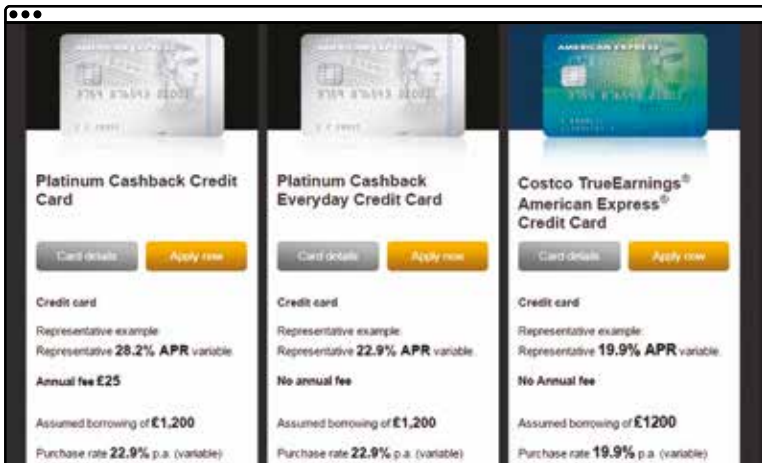 AMERICAN EXPRESS
Platinum Cashback Credit
Card
Card details
Apply now
Credit card
Representative example:
Representative 28.2% APR variable.
Annual fee £25
Assumed borrowing of £1,200
Purchase rate 22.9% p.a. (variable)
AMERICAN EXPRESS
Platinum Cashback
Everyday Credit Card
Card details
Apply now
Credit card
Representative example:
Representative 22.9% APR variable.
No annual fee
Assumed borrowing of £1,200
Purchase rate 22.9% p.a. (variable)
AMERICAN EXPRESS
Costco TrueEarnings®
American Express®
Credit Card
Card details
Apply now
Credit card
Representative example:
Representative 19.9% APR variable.
No Annual fee
Assumed borrowing of £1200
Purchase rate 19.9% p.a. (variable)